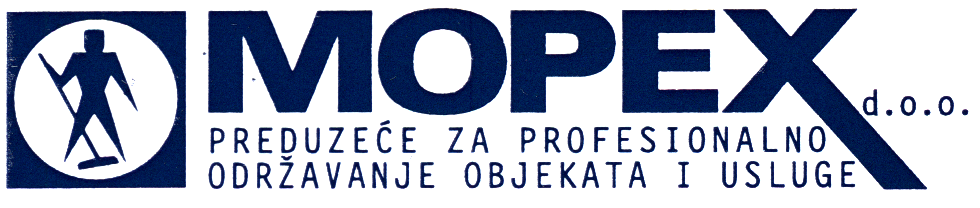 MOPEX d.o.o.
PREDUZEĆE ZA PROFESIONALNO
ODRŽAVANJE OBJEKATA I USLUGE